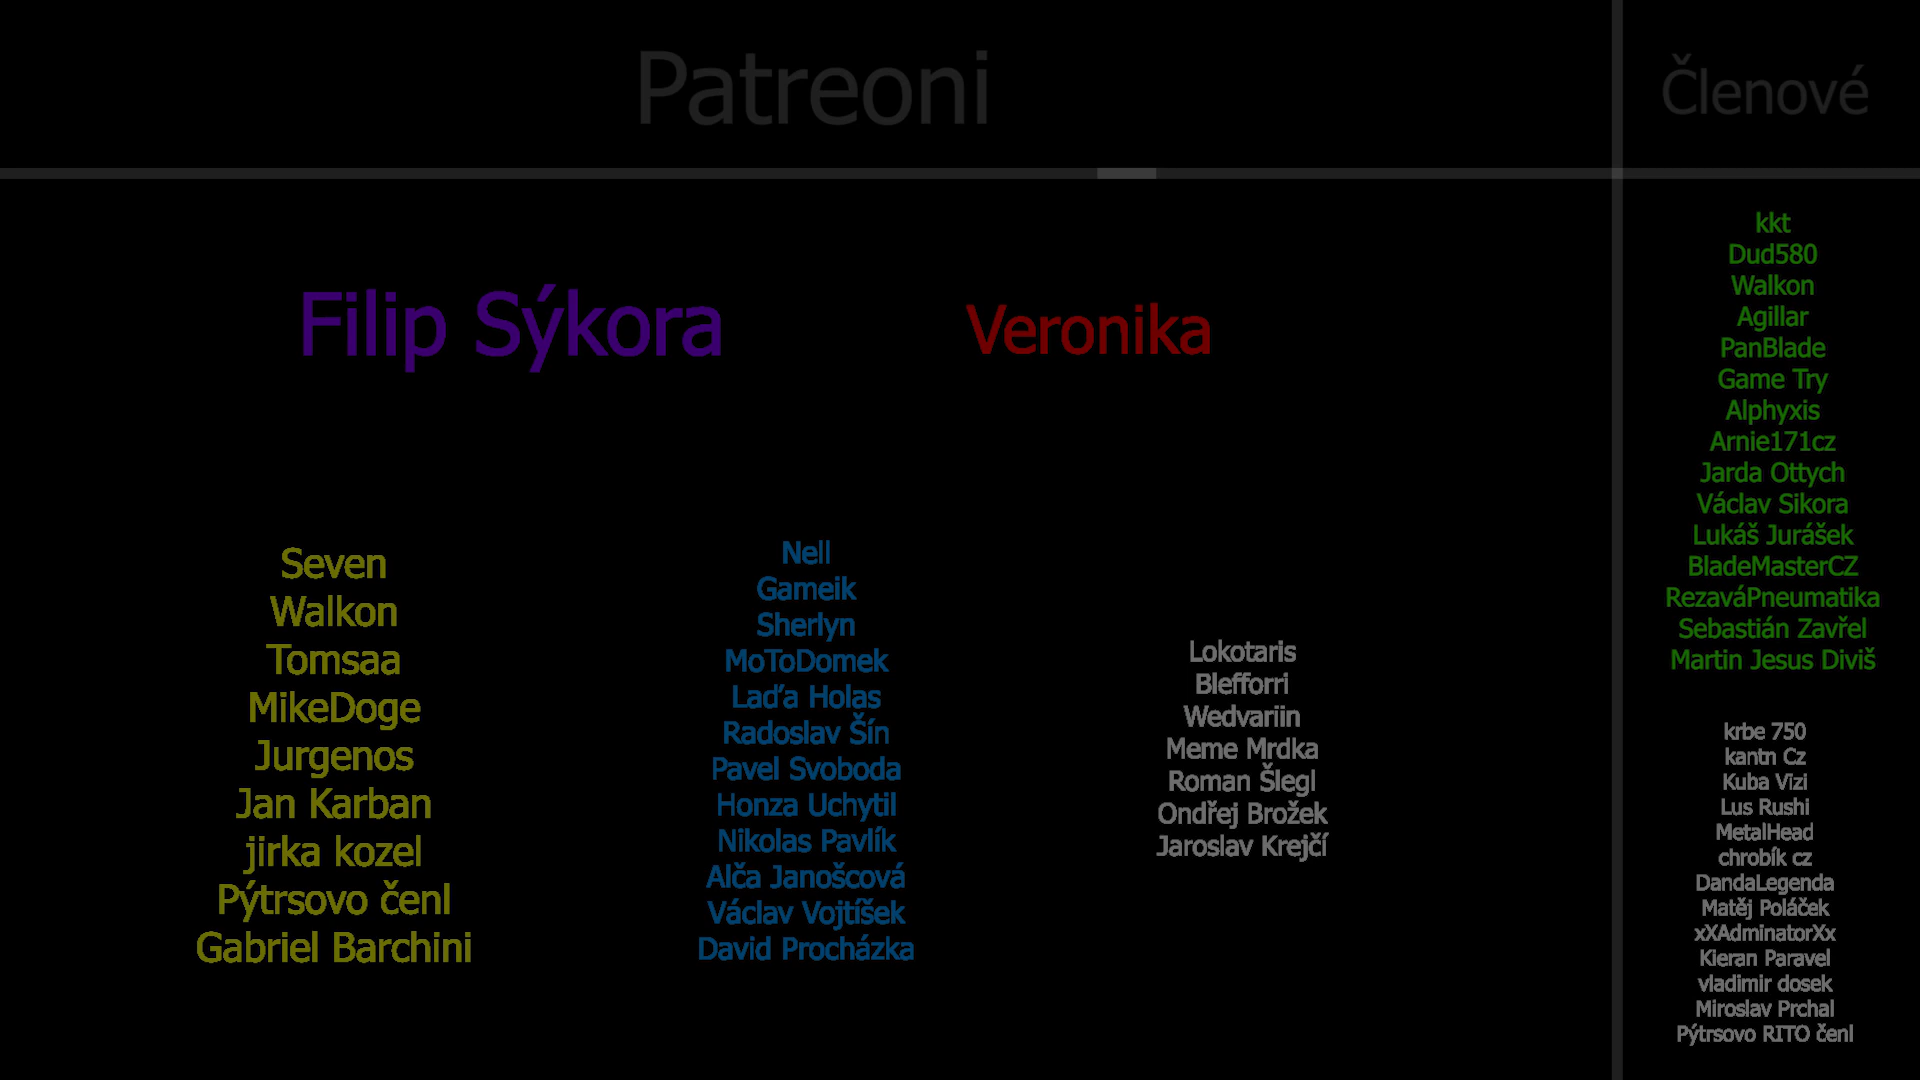 Patreoni
Členové
Filip Sýkora
Veronika
Seven
Walkon
Tomsaa
MikeDoge
Jurgenos
Jan Karban
jirka kozel
Pýtrsovo čenl
Gabriel Barchini
Nell
Gameik
Sherlyn
MoToDomek
Laďa Holas
Radoslav Šín
Pavel Svoboda
Honza Uchytil
Nikolas Pavlík
Alča Janošcová
Václav Vojtíšek
David Procházka
Lokotaris
Blefforri
Wedvariin
Meme Mrdka
Roman Šlegl
Ondřej Brožek
Jaroslav Krejčí
kkt
Dud580
Walkon
Agillar
PanBlade
Game Try
Alphyxis
Arnie171cz
Jarda Ottych
Václav Sikora
Lukáš Jurášek
BladeMasterCZ
RezaváPneumatika
Sebastián Zavřel
Martin Jesus Diviš
krbe 750
kantn Cz
Kuba Vizi
Lus Rushi
MetalHead
chrobík cz
DandaLegenda
Matěj Poláček
xXAdminatorXx
Kieran Paravel
vladimir dosek
Miroslav Prchal
Pýtrsovo RITO čenl